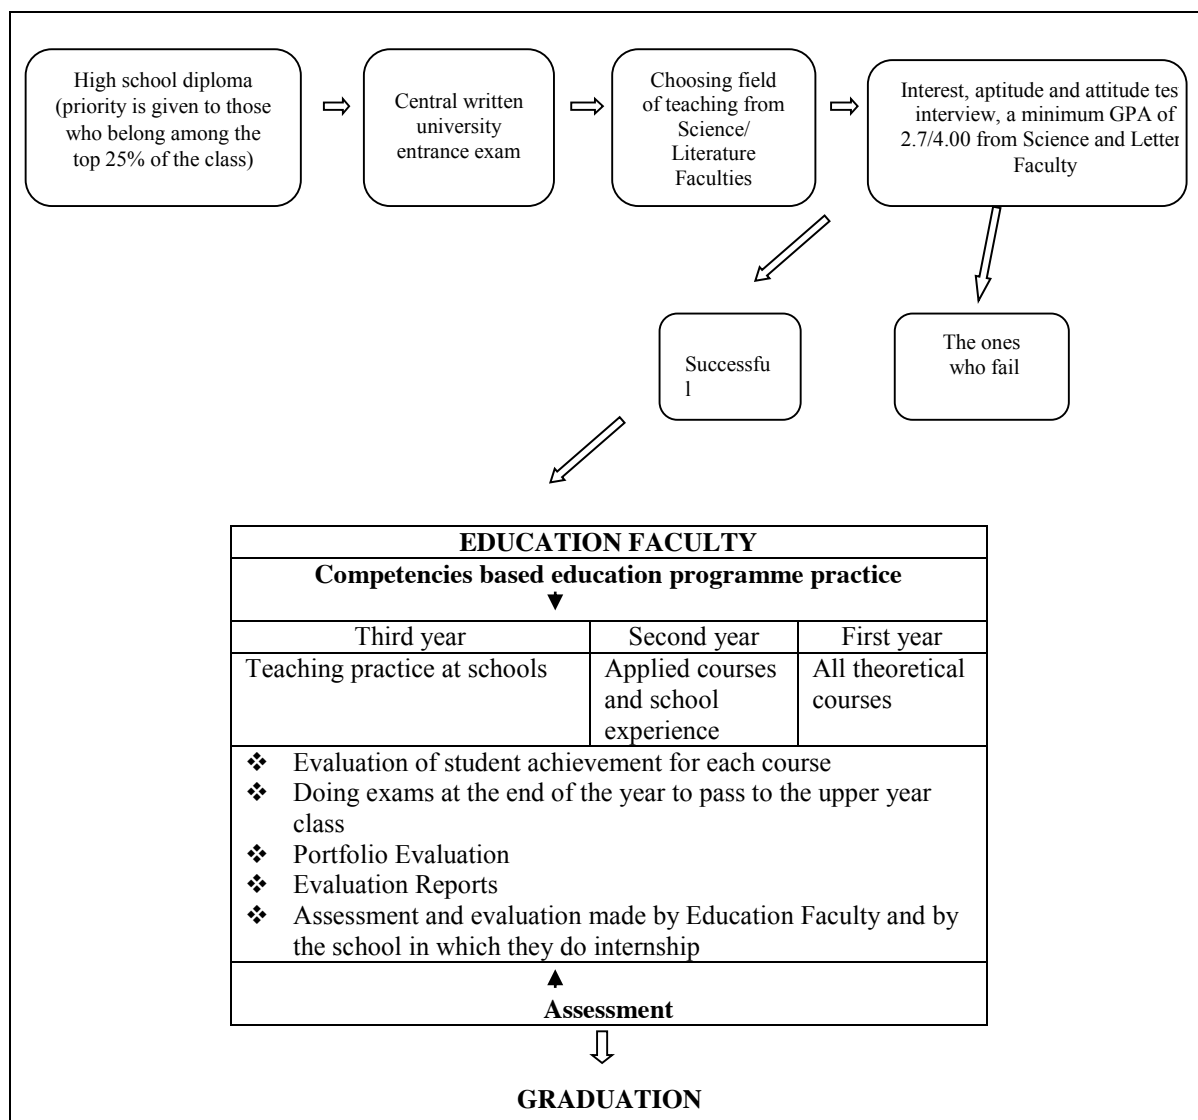 High school diploma
(priority is given to those
who belong among the
top 25% of the class)
Central written
university
entrance exam
Choosing field
of teaching from
Science/
Literature
Faculties
Interest, aptitude and attitude tes
interview, a minimum GPA of
2.7/4.00 from Science and Letter
Faculty
Successfu
l
The ones
who fail
EDUCATION FACULTY
Competencies based education programme practice
Third year
Second year
First year
Teaching practice at schools
Applied courses
and school
experience
All theoretical
courses
❖ Evaluation of student achievement for each course
❖ Doing exams at the end of the year to pass to the upper year
class
❖ Portfolio Evaluation
❖ Evaluation Reports
❖ Assessment and evaluation made by Education Faculty and by
the school in which they do internship
Assessment
GRADUATION